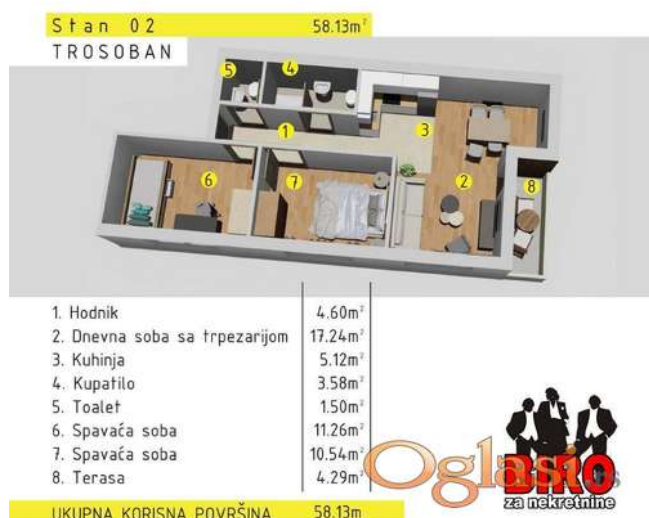 Stan 02 58.13m²
TROSOBAN
5
4
1
3
6
7
2
8
1. Hodnik 4.60m²
2. Dnevna soba sa trpezarijom 17.24m²
3. Kuhinja 5.12m²
4. Kupatilo 3.58m²
5. Toalet 1.50m²
6. Spavaća soba 11.26m²
7. Spavaća soba 10.54m²
8. Terasa 4.29m²
UKUPNA KORISNA POVRŠINA 58.13m
Oglasi.rs
BIRO
za nekretnine